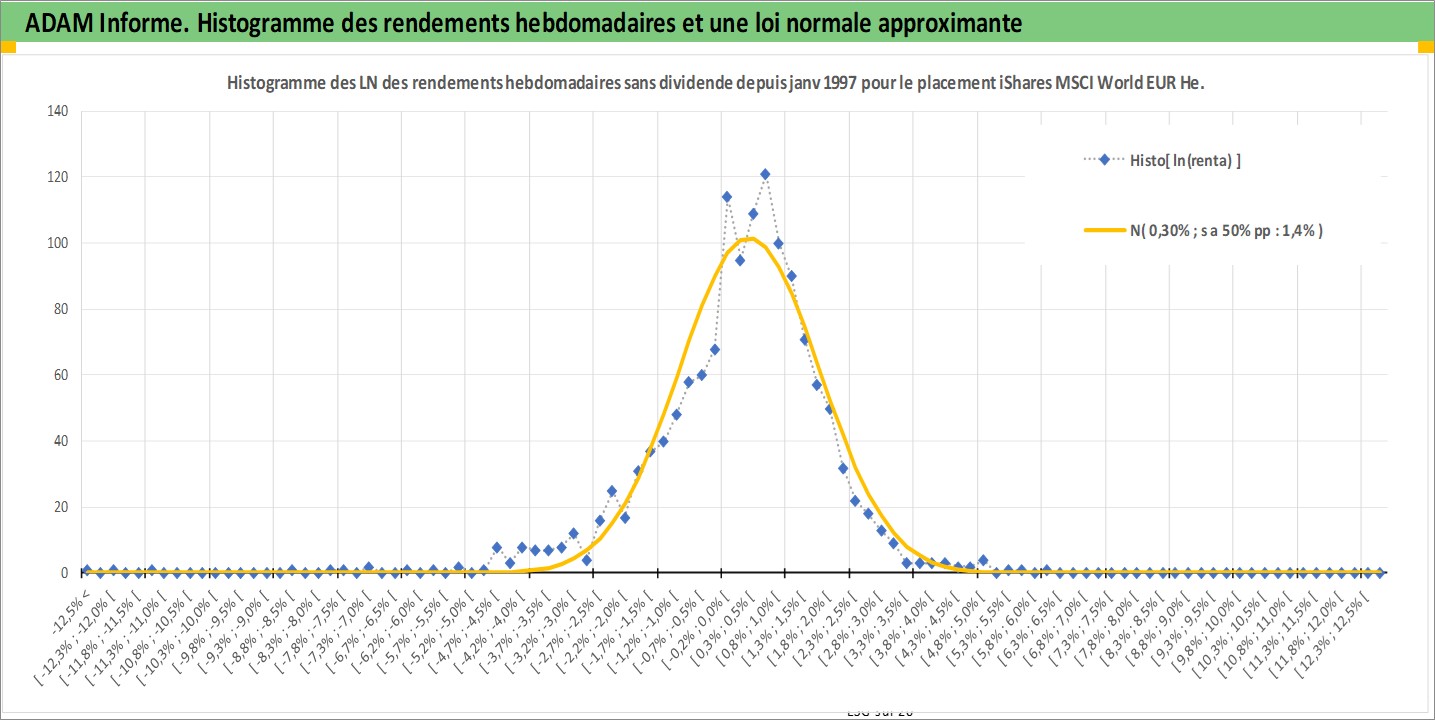 ADAM Informe. Histogramme des rendements hebdomadaires et une loi normale approximante
Histogramme des LN des rendements hebdomadaires sans dividende depuis janv 1997 pour le placement iShares MSCI World EUR He.
140
120
100
80
60
40
20
0
Histo[ ln(renta) ]
N( 0,30% ; s a 50% pp : 1,4% )
-12,5% <
[ -12,3% ; -12,0% [
[ -11,8% ; -11,5% [
[ -11,3% ; -11,0% [
[ -10,8% ; -10,5% [
[ -10,3% ; -10,0% [
[ -9,8% ; -9,5% [
[ -9,3% ; -9,0% [
[ -8,8% ; -8,5% [
[ -8,3% ; -8,0% [
[ -7,8% ; -7,5% [
[ -7,3% ; -7,0% [
[ -6,7% ; -6,5% [
[ -6,2% ; -6,0% [
[ -5,7% ; -5,5% [
[ -5,2% ; -5,0% [
[ -4,7% ; -4,5% [
[ -4,2% ; -4,0% [
[ -3,7% ; -3,5% [
[ -3,2% ; -3,0% [
[ -2,7% ; -2,5% [
[ -2,2% ; -2,0% [
[ -1,7% ; -1,5% [
[ -1,2% ; -1,0% [
[ -0,7% ; -0,5% [
[ -0,2% ; 0,0% [
[ 0,3% ; 0,5% [
[ 0,8% ; 1,0% [
[ 1,3% ; 1,5% [
[ 1,8% ; 2,0% [
[ 2,3% ; 2,5% [
[ 2,8% ; 3,0% [
[ 3,3% ; 3,5% [
[ 3,8% ; 4,0% [
[ 4,3% ; 4,5% [
[ 4,8% ; 5,0% [
[ 5,3% ; 5,5% [
[ 5,8% ; 6,0% [
[ 6,3% ; 6,5% [
[ 6,8% ; 7,0% [
[ 7,3% ; 7,5% [
[ 7,8% ; 8,0% [
[ 8,3% ; 8,5% [
[ 8,8% ; 9,0% [
[ 9,3% ; 9,5% [
[ 9,8% ; 10,0% [
[ 10,3% ; 10,5% [
[ 10,8% ; 11,0% [
[ 11,3% ; 11,5% [
[ 11,8% ; 12,0% [
[ 12,3% ; 12,5% [